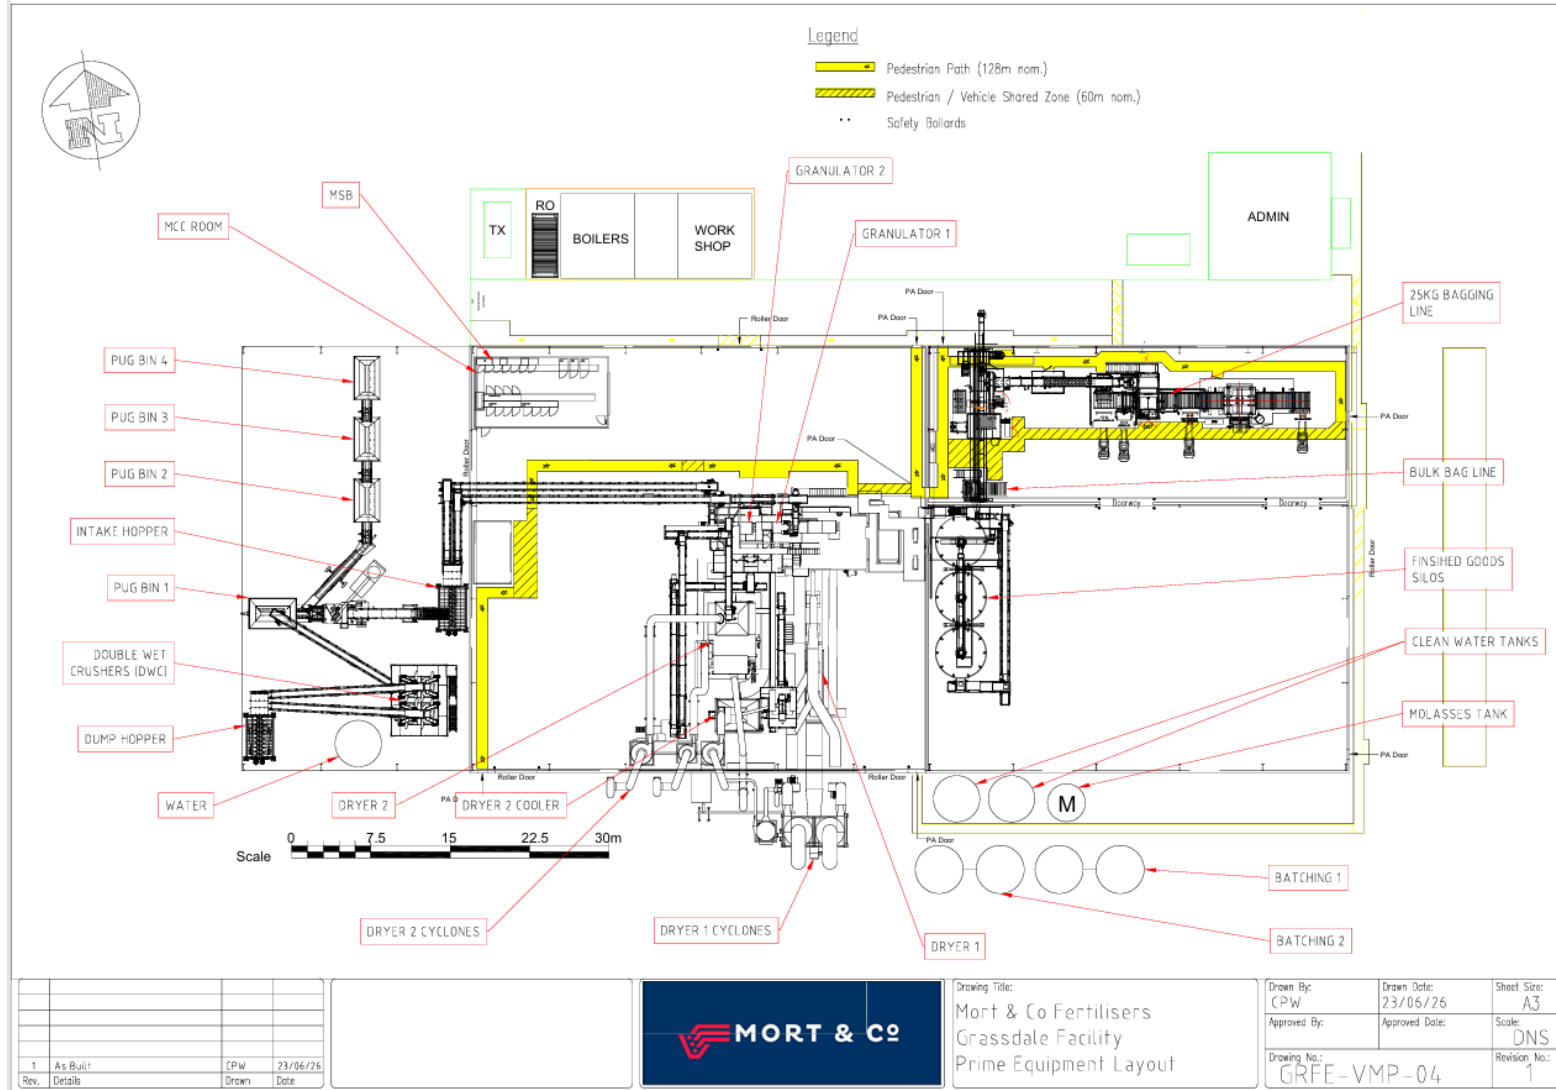 Legend
Pedestrian Path (128m nom.)
Pedestrian / Vehicle Shared Zone (60m nom.)
Safety Bollards
N
GRANULATOR 2
MSB
MCC ROOM
TX
RO
BOILERS
WORK
SHOP
GRANULATOR 1
ADMIN
PA Door
25KG BAGGING
LINE
PA Door
Roller Door
PUG BIN 4
PUG BIN 3
PA Door
PA Door
Roller Door
PUG BIN 2
BULK BAG LINE
Doorway
Doorway
INTAKE HOPPER
Roller Door
FINSIHED GOODS
SILOS
PUG BIN 1
DOUBLE WET
CRUSHERS (DWC)
CLEAN WATER TANKS
MOLASSES TANK
DUMP HOPPER
PA Door
Roller Door
Roller Door
WATER
PA D
DRYER 2
DRYER 2 COOLER
M
0 7.5 15 22.5 30m
Scale
PA Door
BATCHING 1
DRYER 2 CYCLONES
DRYER 1 CYCLONES
DRYER 1
BATCHING 2
1 As Built CPW 23/06/26
Rev. Details Drawn Date
MORT & Co
Drawing Title:
Mort & Co Fertilisers
Grassdale Facility
Prime Equipment Layout
Drawn By:
CPW
Drawn Date:
23/06/26
Sheet Size:
A3
Approved By:
Approved Date:
Scale:
DNS
Drawing No.:
GRFE-VMP-04
Revision No.:
1